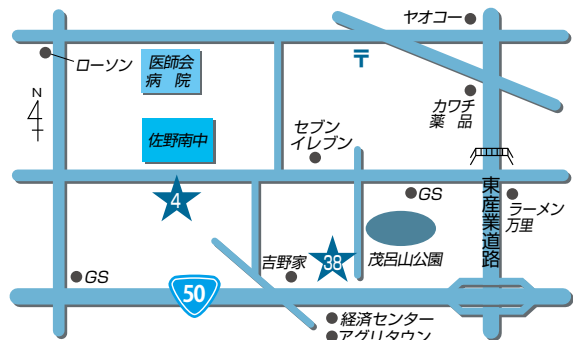 ヤオコー
〒
ローソン
医師会
病　院
N
カワチ
薬　品
セブン
イレブン
佐野南中
4
GS
東産業道路
ラーメン
万里
茂呂山公園
吉野家
38
GS
50
経済センター
アグリタウン